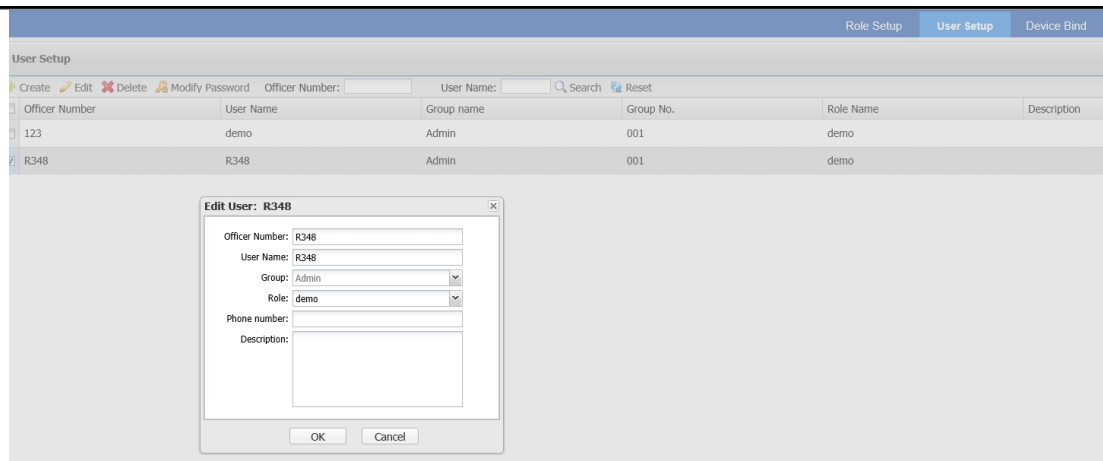 Role Setup User Setup Device Bind
User Setup
Create Edit Delete Modify Password Officer Number: User Name: Search Reset
Officer Number User Name Group name Group No. Role Name Description
123 demo Admin 001 demo
R348 R348 Admin 001 demo
Edit User: R348
Officer Number: R348
User Name: R348
Group: Admin
Role: demo
Phone number:
Description:
OK Cancel